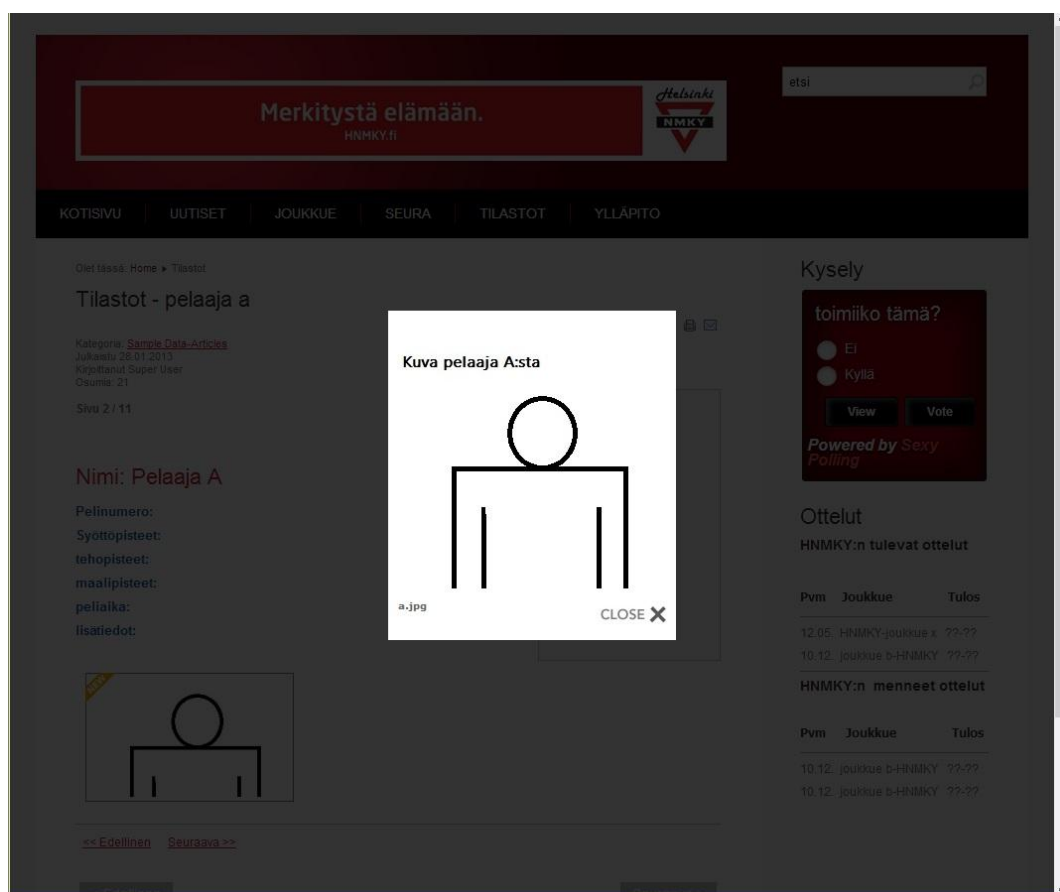 etsi
Merkitystä elämään.
HNMKY.fi
Helsinki
NMKY
KOTISIVU UUTISET JOUKKUE SEURA TILASTOT YLLÄPITO
Olet tässä: Home ▸ Tilastot
Tilastot - pelaaja a
Kategoria: Sample Data-Articles
Julkaistu 28.01.2013
Kirjoittanut Super User
Osumia: 21
Sivu 2 / 11
Nimi: Pelaaja A
Pelinumero:
Syöttöpisteet:
tehopisteet:
maalipisteet:
peliaika:
lisätiedot:
<< Edellinen Seuraava >>
Kuva pelaaja A:sta
a.jpg
CLOSE
Kysely
toimiiko tämä?
Ei
Kyllä
View Vote
Powered by Sexy
Polling
Ottelut
HNMKY:n tulevat ottelut
Pvm Joukkue Tulos
12.05. HNMKY-joukkue x ??-??
10.12. joukkue b-HNMKY ??-??
HNMKY:n menneet ottelut
Pvm Joukkue Tulos
10.12. joukkue b-HNMKY ??-??
10.12. joukkue b-HNMKY ??-??